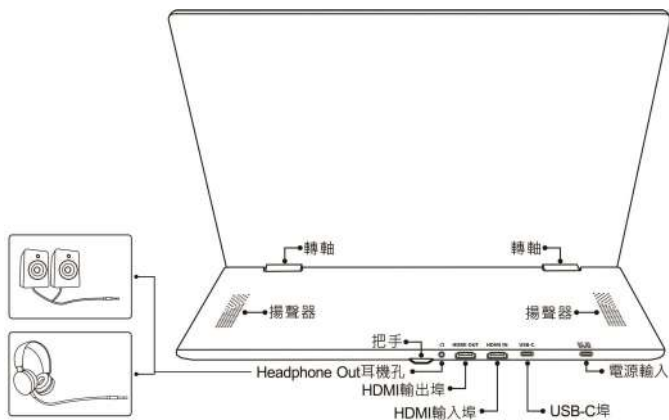 轉軸
轉軸
揚聲器
揚聲器
把手
HDMI OUT
HDMI IN
USB-C
Headphone Out耳機孔
電源輸入
HDMI輸出埠
HDMI輸入埠
USB-C埠